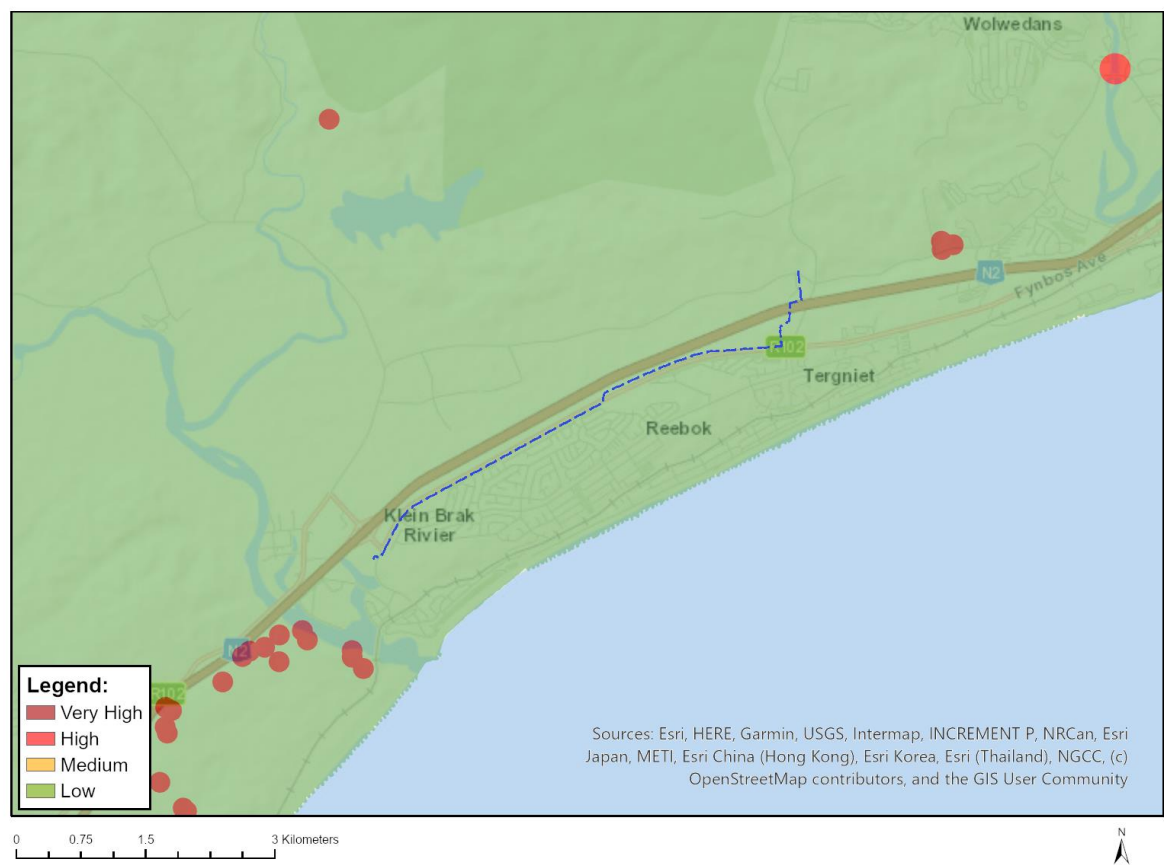 Wolwedans
N2
Fynbos Ave
R102
Tergniet
Reebok
Klein Brak
Rivier
N2
R102
Legend:
Very High
High
Medium
Low
Sources: Esri, HERE, Garmin, USGS, Intermap, INCREMENT P, NRCan, Esri
Japan, METI, Esri China (Hong Kong), Esri Korea, Esri (Thailand), NGCC, (c)
OpenStreetMap contributors, and the GIS User Community
0 0.75 1.5 3 Kilometers
N